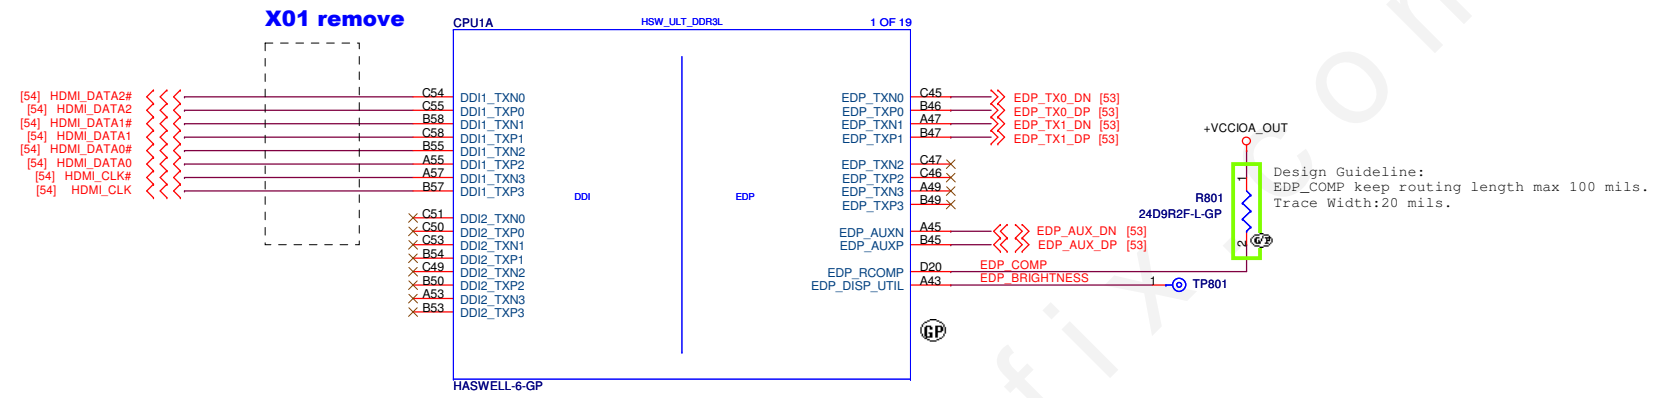 X01 remove
CPU1A HSW_ULT_DDR3L 1 OF 19
[54] HDMI_DATA2# C54 DDI1_TXN0
[54] HDMI_DATA2 C55 DDI1_TXP0
[54] HDMI_DATA1# B58 DDI1_TXN1
[54] HDMI_DATA1 C58 DDI1_TXP1
[54] HDMI_DATA0# B55 DDI1_TXN2
[54] HDMI_DATA0 A55 DDI1_TXP2
[54] HDMI_CLK# A57 DDI1_TXN3
[54] HDMI_CLK B57 DDI1_TXP3
C51 DDI2_TXN0
C50 DDI2_TXP0
C53 DDI2_TXN1
B54 DDI2_TXP1
C49 DDI2_TXN2
B50 DDI2_TXP2
A53 DDI2_TXN3
B53 DDI2_TXP3
DDI EDP
EDP_TXN0 C45 EDP_TX0_DN [53]
EDP_TXP0 B46 EDP_TX0_DP [53]
EDP_TXN1 A47 EDP_TX1_DN [53]
EDP_TXP1 B47 EDP_TX1_DP [53]
EDP_TXN2 C47
EDP_TXP2 C46
EDP_TXN3 A49
EDP_TXP3 B49
EDP_AUXN A45 EDP_AUX_DN [53]
EDP_AUXP B45 EDP_AUX_DP [53]
EDP_RCOMP D20 EDP_COMP
EDP_DISP_UTIL A43 EDP_BRIGHTNESS 1 TP801
GP
HASWELL-6-GP
+VCCIOA_OUT
1
R801
24D9R2F-L-GP
2
Design Guideline:
EDP_COMP keep routing length max 100 mils.
Trace Width:20 mils.